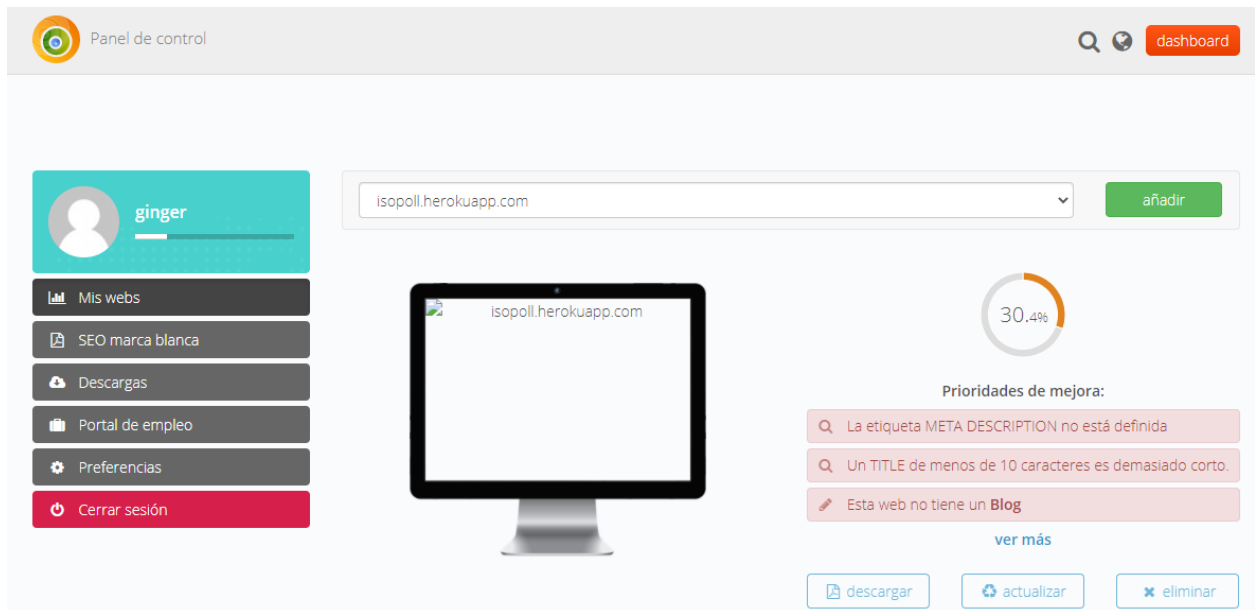 Panel de control
dashboard
ginger
isopoll.herokuapp.com
añadir
Mis webs
SEO marca blanca
Descargas
Portal de empleo
Preferencias
Cerrar sesión
isopoll.herokuapp.com
30.4%
Prioridades de mejora:
La etiqueta META DESCRIPTION no está definida
Un TITLE de menos de 10 caracteres es demasiado corto.
Esta web no tiene un Blog
ver más
descargar
actualizar
eliminar